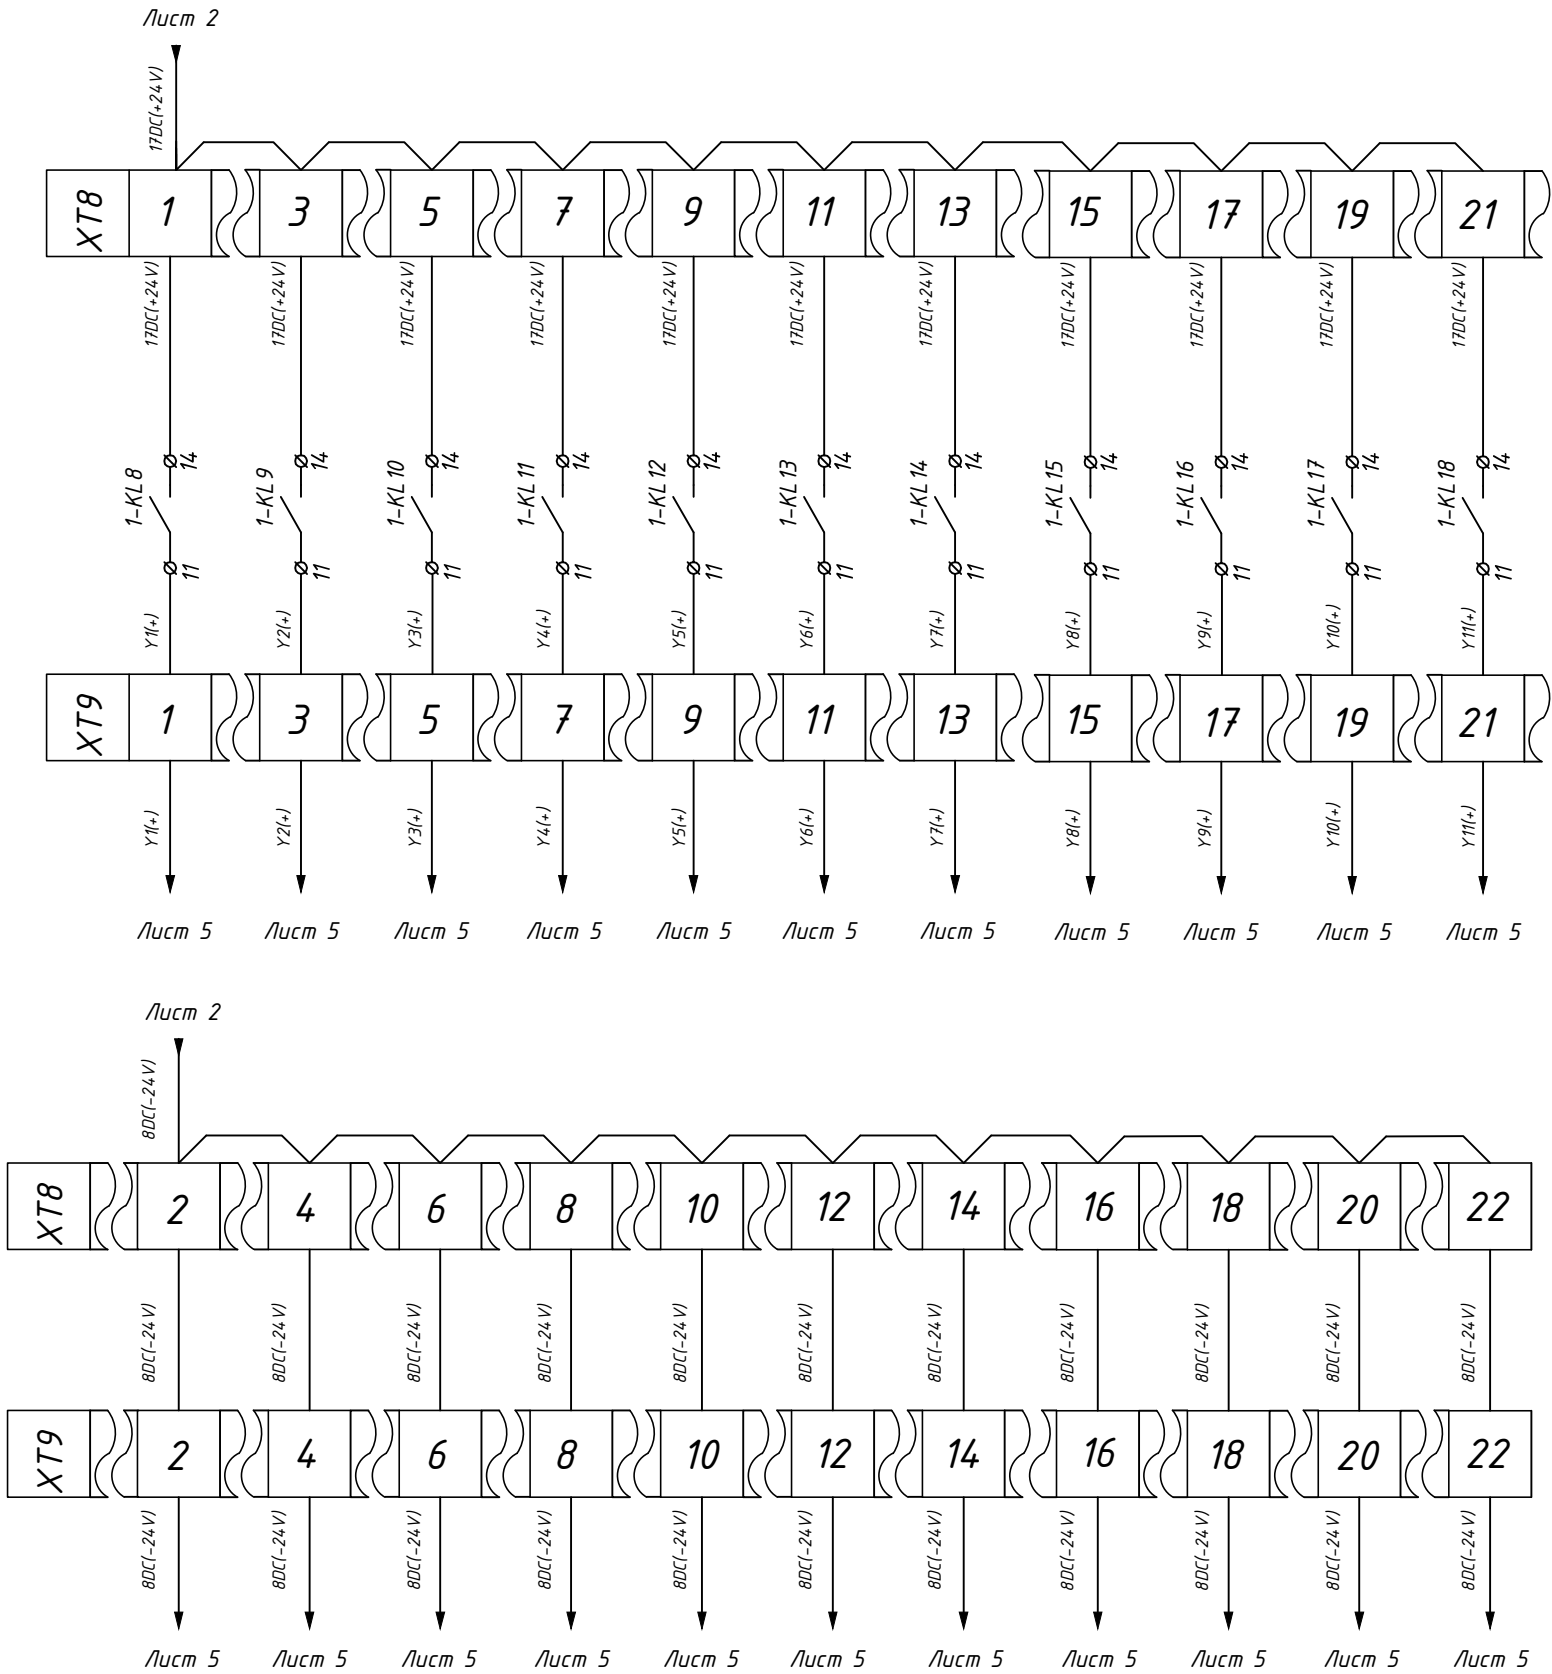 Лист 2
17DC(+24V)
XT8 1 3 5 7 9 11 13 15 17 19 21
17DC(+24V) 17DC(+24V) 17DC(+24V) 17DC(+24V) 17DC(+24V) 17DC(+24V) 17DC(+24V) 17DC(+24V) 17DC(+24V) 17DC(+24V) 17DC(+24V)
14 14 14 14 14 14 14 14 14 14 14
1-KL8 1-KL9 1-KL10 1-KL11 1-KL12 1-KL13 1-KL14 1-KL15 1-KL16 1-KL17 1-KL18
11 11 11 11 11 11 11 11 11 11 11
Y1(+) Y2(+) Y3(+) Y4(+) Y5(+) Y6(+) Y7(+) Y8(+) Y9(+) Y10(+) Y11(+)
XT9 1 3 5 7 9 11 13 15 17 19 21
Y1(+) Y2(+) Y3(+) Y4(+) Y5(+) Y6(+) Y7(+) Y8(+) Y9(+) Y10(+) Y11(+)
Лист 5 Лист 5 Лист 5 Лист 5 Лист 5 Лист 5 Лист 5 Лист 5 Лист 5 Лист 5 Лист 5
Лист 2
8DC(-24V)
XT8 2 4 6 8 10 12 14 16 18 20 22
8DC(-24V) 8DC(-24V) 8DC(-24V) 8DC(-24V) 8DC(-24V) 8DC(-24V) 8DC(-24V) 8DC(-24V) 8DC(-24V) 8DC(-24V) 8DC(-24V)
XT9 2 4 6 8 10 12 14 16 18 20 22
8DC(-24V) 8DC(-24V) 8DC(-24V) 8DC(-24V) 8DC(-24V) 8DC(-24V) 8DC(-24V) 8DC(-24V) 8DC(-24V) 8DC(-24V) 8DC(-24V)
Лист 5 Лист 5 Лист 5 Лист 5 Лист 5 Лист 5 Лист 5 Лист 5 Лист 5 Лист 5 Лист 5